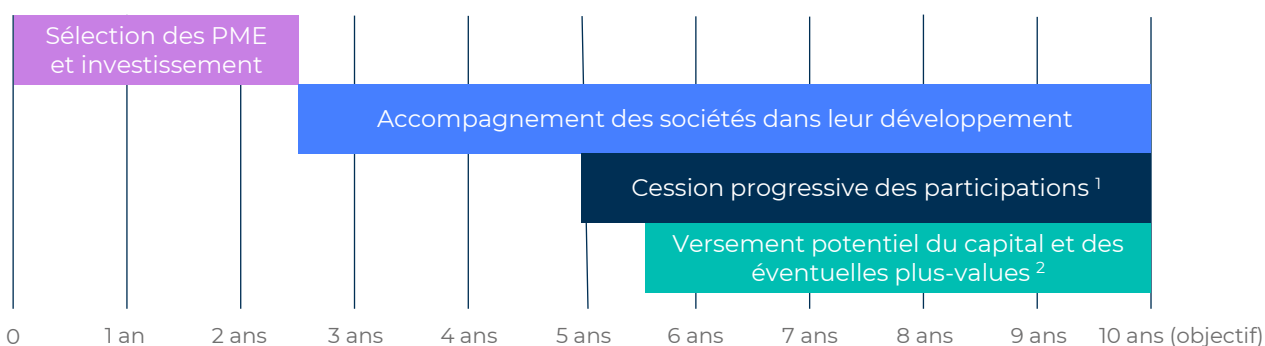 Sélection des PME
et investissement
Accompagnement des sociétés dans leur développement
Cession progressive des participations ¹
Versement potentiel du capital et des
éventuelles plus-values ²
0 1 an 2 ans 3 ans 4 ans 5 ans 6 ans 7 ans 8 ans 9 ans 10 ans (objectif)